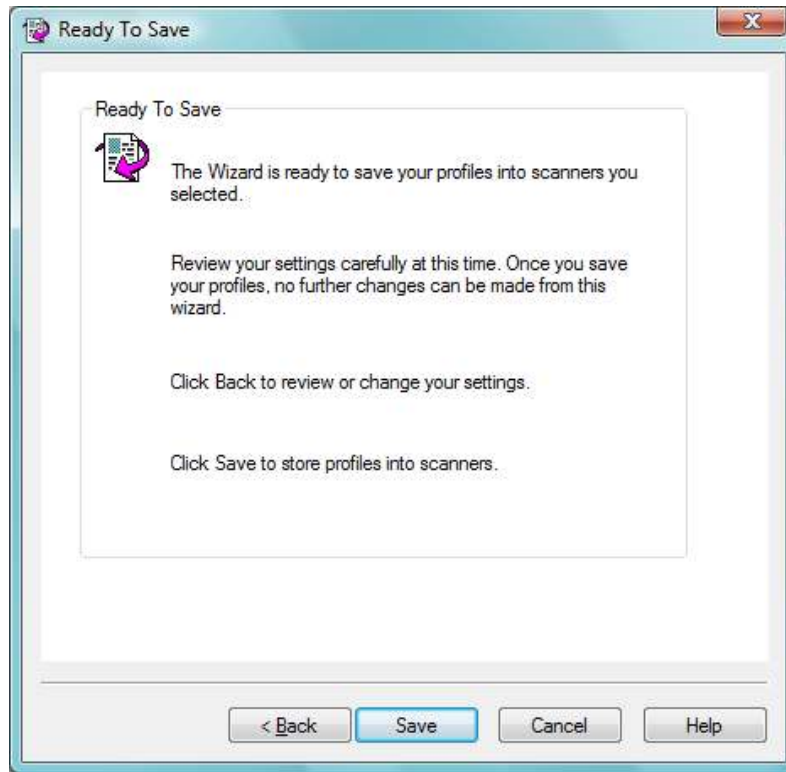 Ready To Save
Ready To Save
The Wizard is ready to save your profiles into scanners you
selected.
Review your settings carefully at this time. Once you save
your profiles, no further changes can be made from this
wizard.
Click Back to review or change your settings.
Click Save to store profiles into scanners.
< Back Save Cancel Help